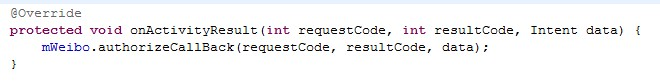 @Override
protected void onActivityResult(int requestCode, int resultCode, Intent data) {
    mWeibo.authorizeCallBack(requestCode, resultCode, data);
}